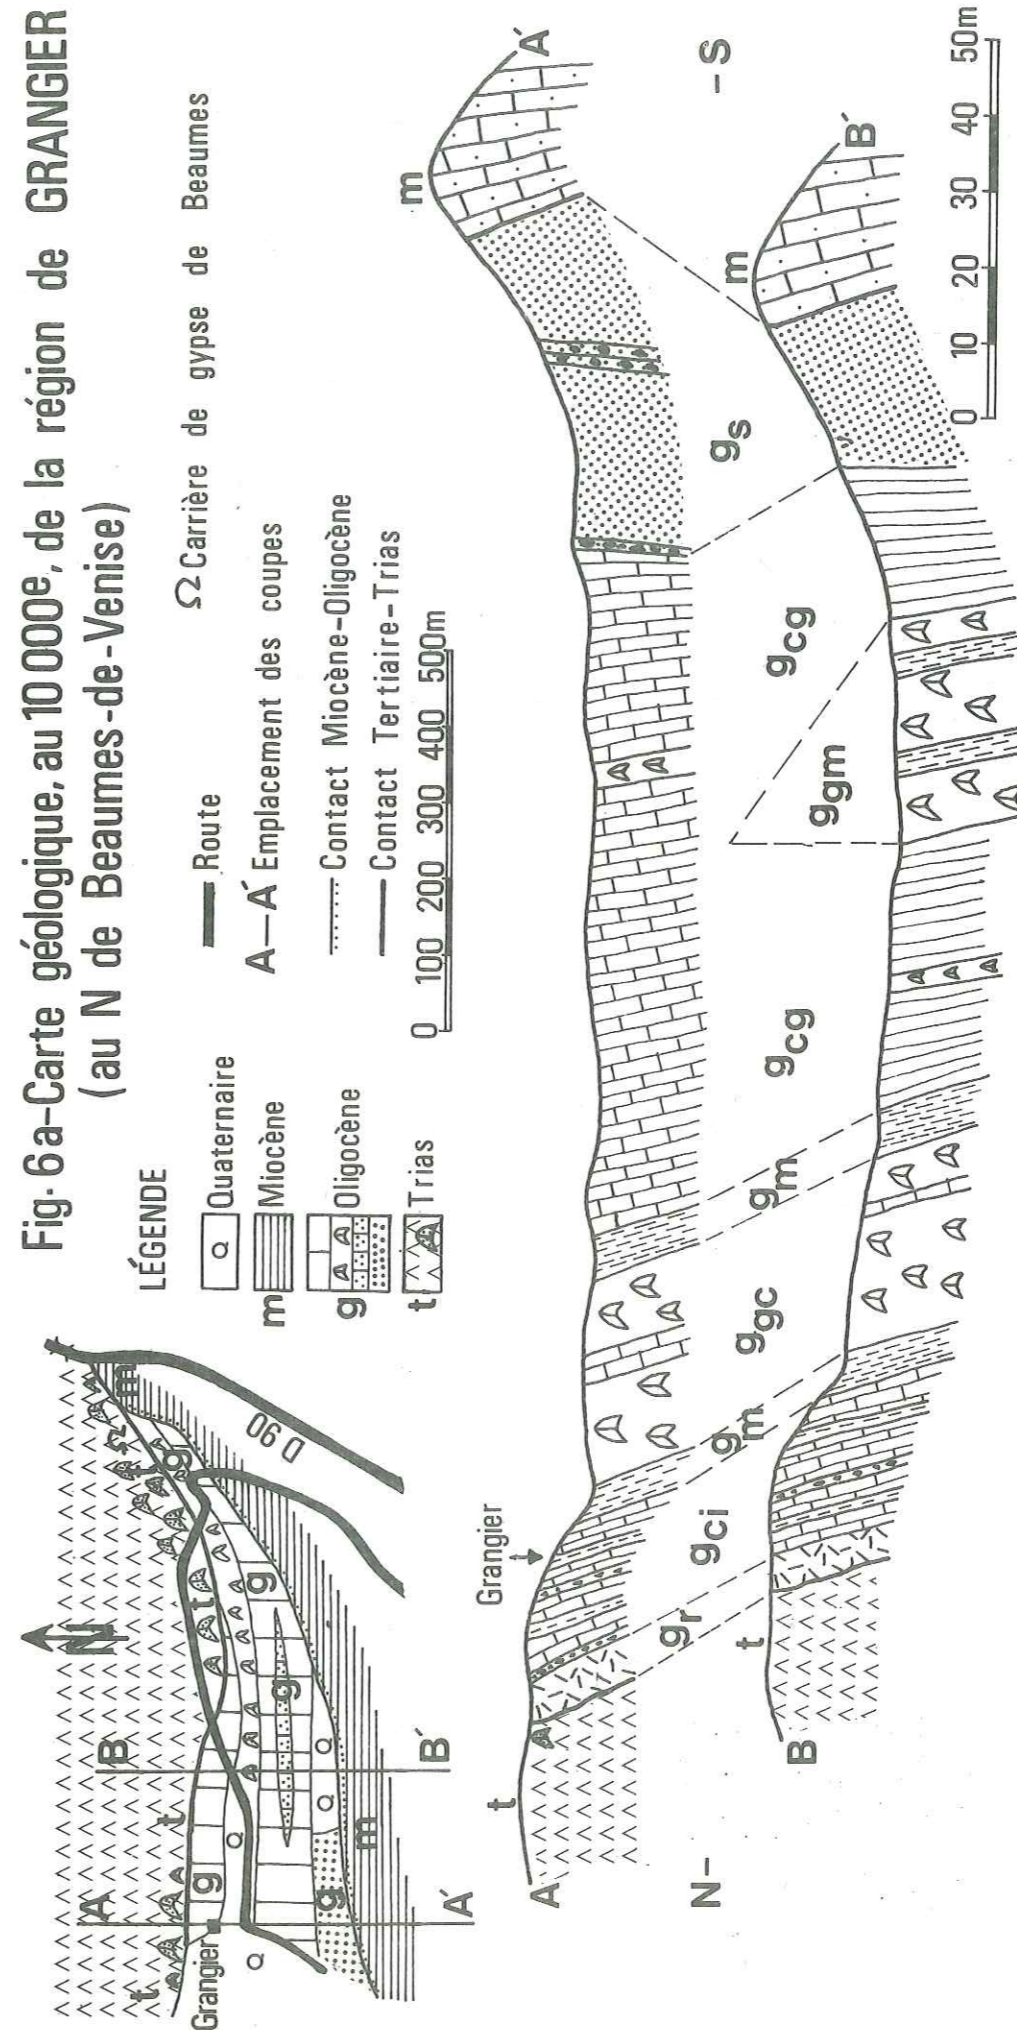 Fig. 6a-Carte géologique, au 10 000e, de la région de GRANGIER
(au N de Beaumes-de-Venise)
LÉGENDE
Q Quaternaire
m Miocène
g Oligocène
t Trias
Route
A—A´ Emplacement des coupes
Contact Miocène-Oligocène
Contact Tertiaire-Trias
Ω Carrière de gypse de Beaumes
0 100 200 300 400 500m
N
A
B
t
t
t
t
t
Ω
m
g
g
g
g
g
Q
Q
Q
Q
m
D 90
Grangier
A´
B´
A
t
Grangier
m
A´
N-
- S
gr
gci
gm
ggc
gm
gcg
ggm
gcg
gs
B
t
m
B´
0 10 20 30 40 50m